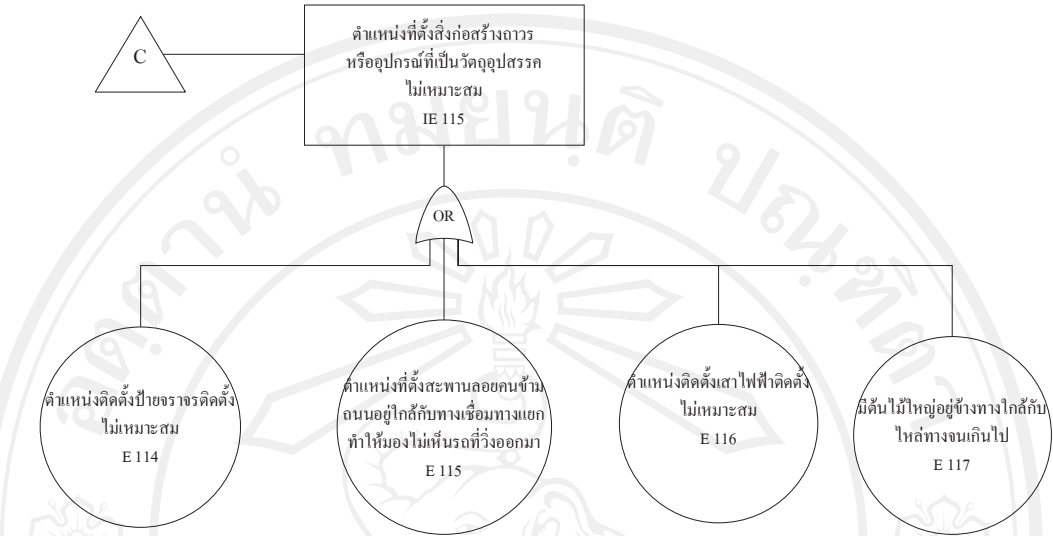 C
ตำแหน่งที่ตั้งสิ่งก่อสร้างถาวร
หรืออุปกรณ์ที่เป็นวัตถุอุปสรรค
ไม่เหมาะสม
IE 115
OR
ตำแหน่งติดตั้งป้ายจราจรติดตั้ง
ไม่เหมาะสม
E 114
ตำแหน่งที่ตั้งสะพานลอยคนข้าม
ถนนอยู่ใกล้กับทางเชื่อมทางแยก
ทำให้มองไม่เห็นรถที่วิ่งออกมา
E 115
ตำแหน่งติดตั้งเสาไฟฟ้าติดตั้ง
ไม่เหมาะสม
E 116
มีต้นไม้ใหญ่อยู่ข้างทางใกล้กับ
ไหล่ทางจนเกินไป
E 117